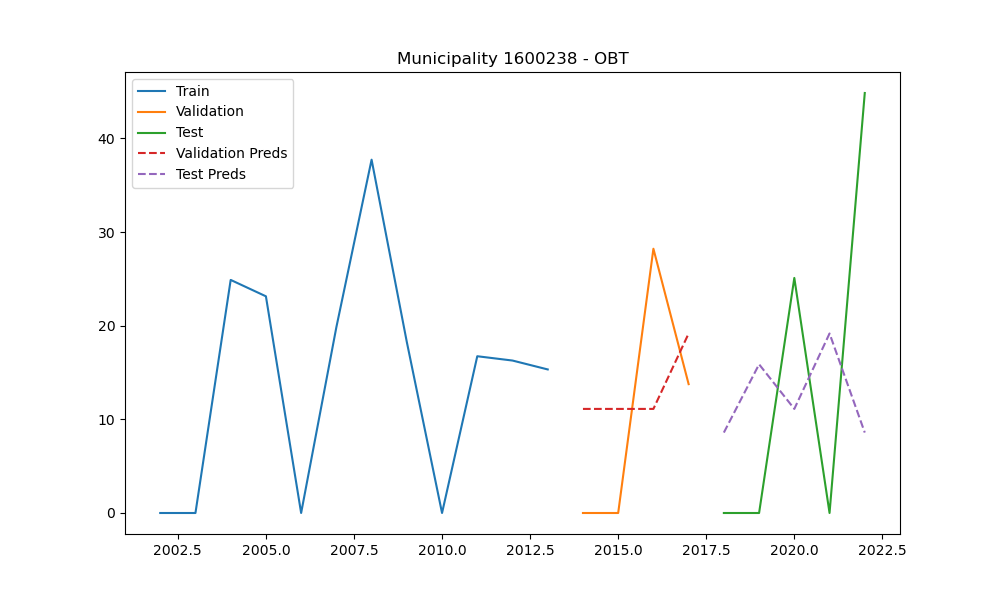 Municipality 1600238 - OBT
Train
Validation
Test
Validation Preds
Test Preds
40
30
20
10
0
2002.5 2005.0 2007.5 2010.0 2012.5 2015.0 2017.5 2020.0 2022.5